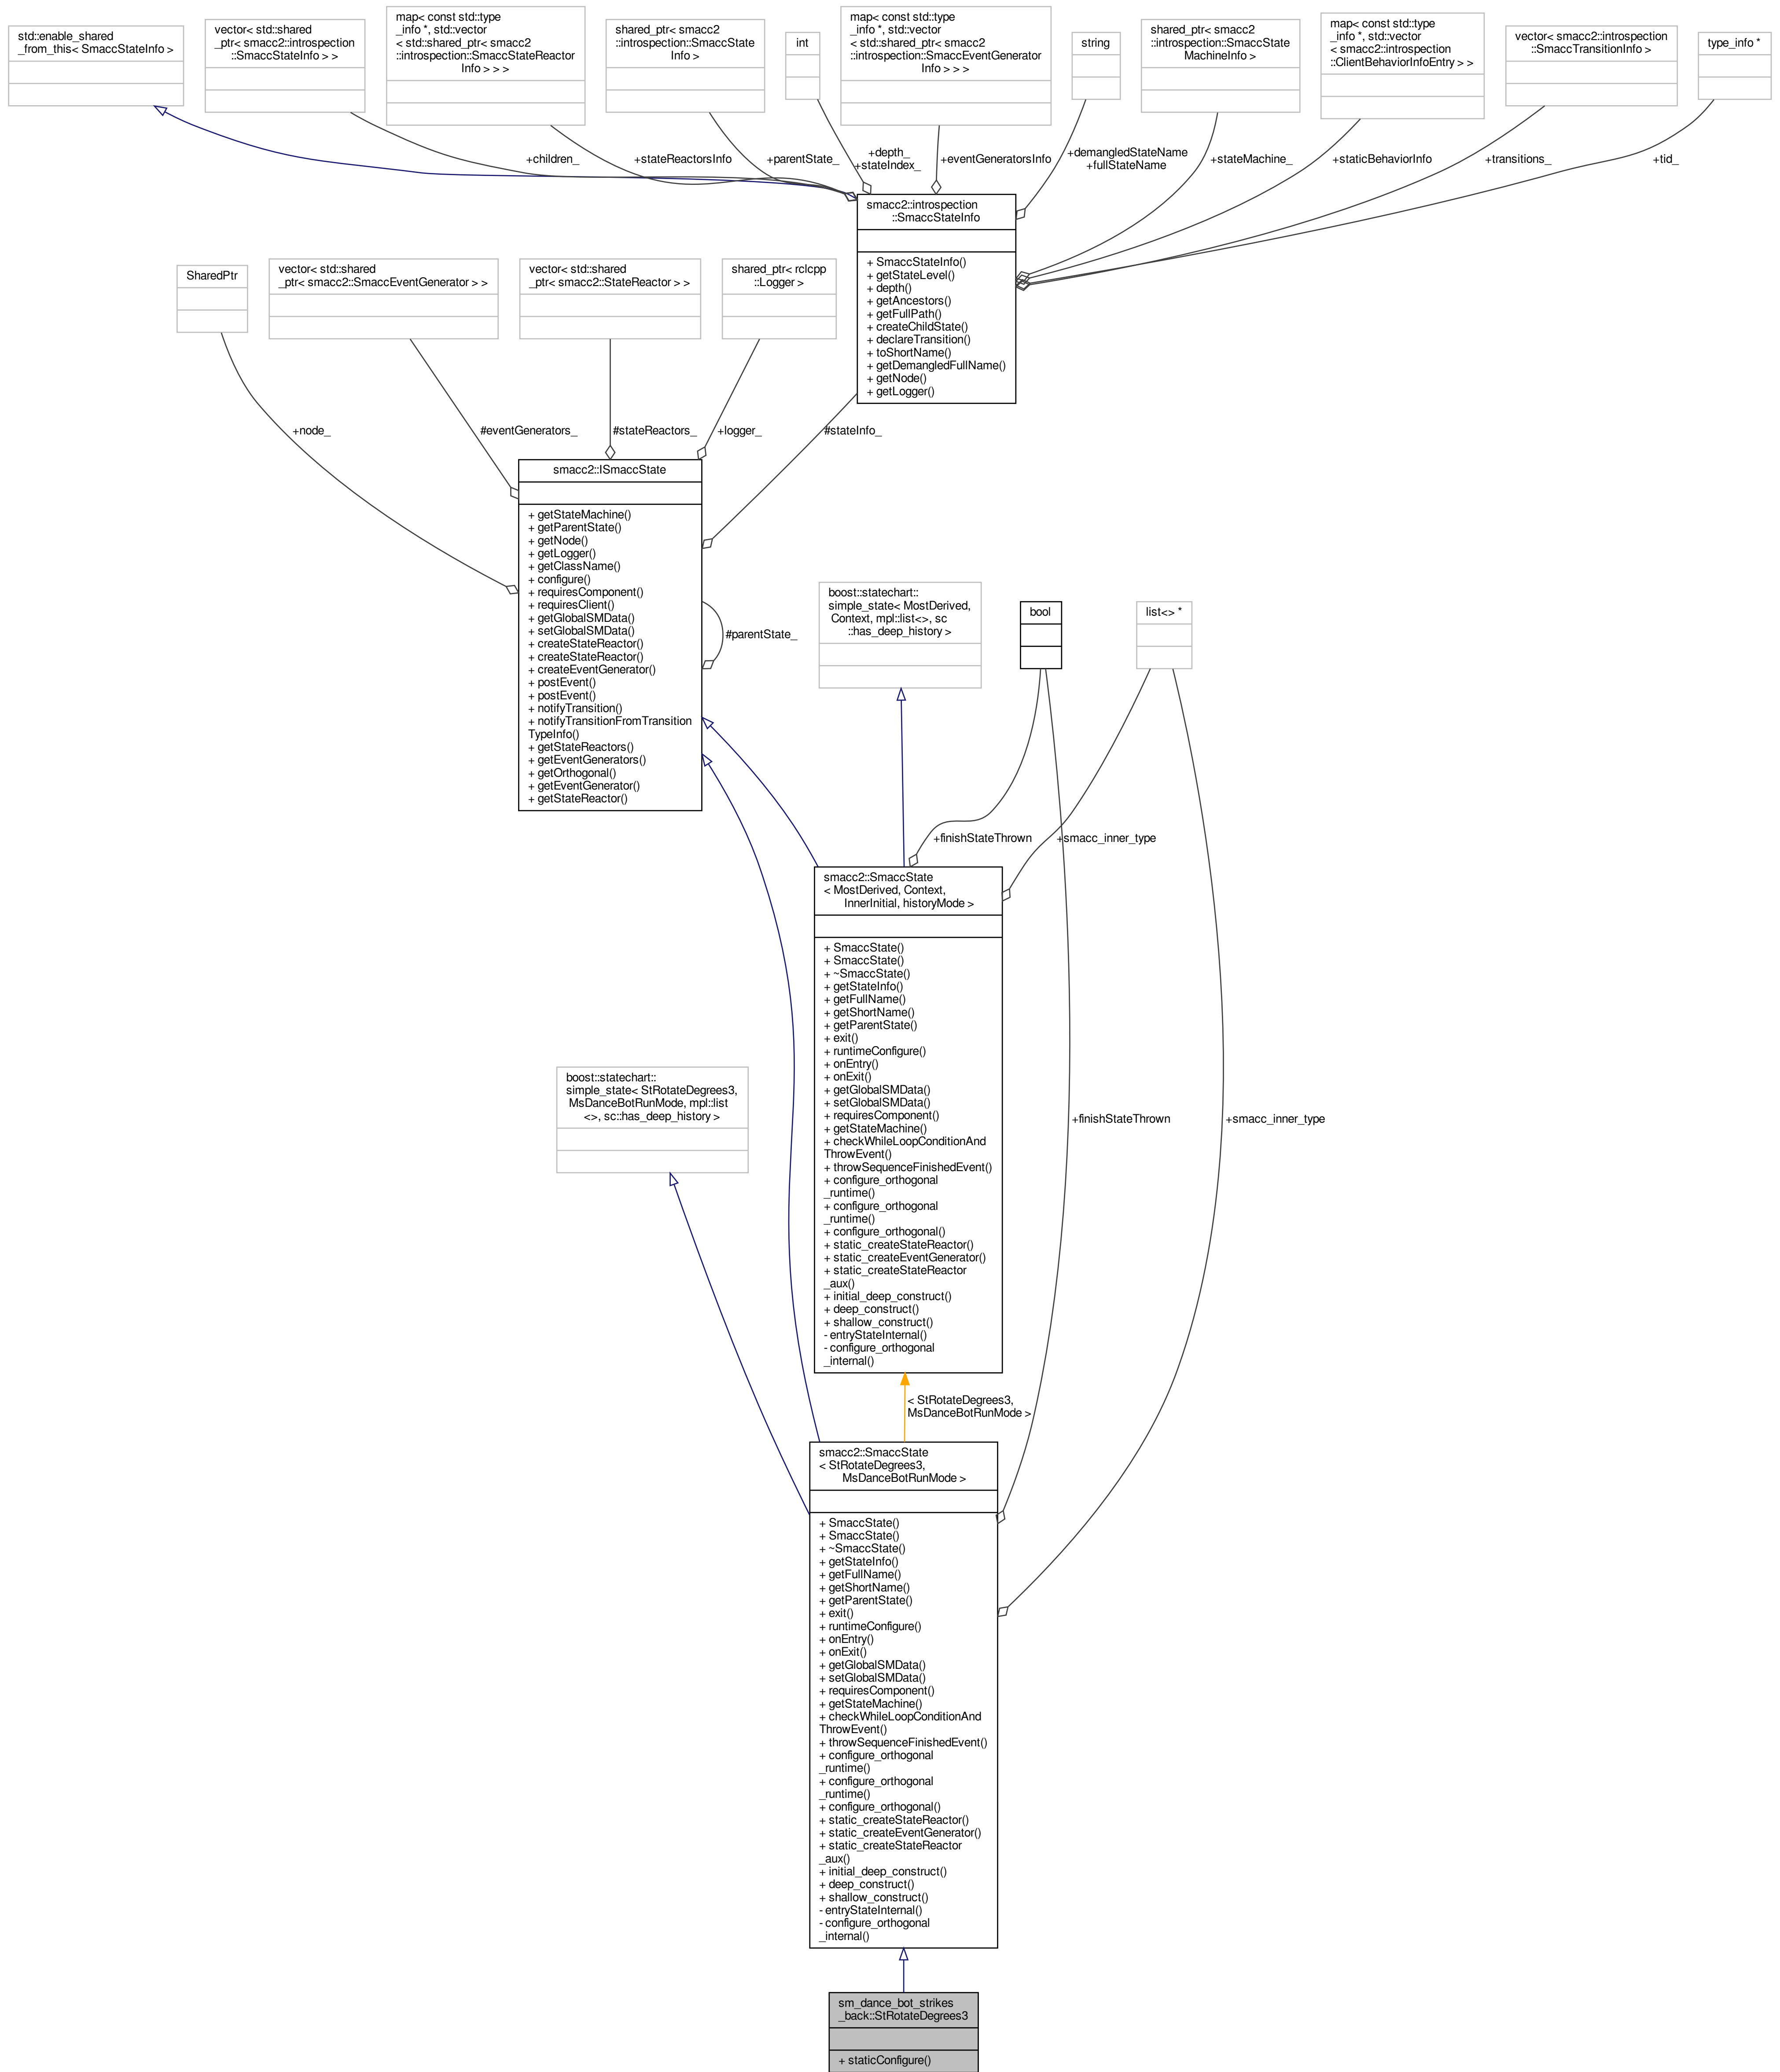 std::enable_shared
_from_this< SmaccStateInfo >
vector< std::shared
_ptr< smacc2::introspection
::SmaccStateInfo > >
map< const std::type
_info *, std::vector
< std::shared_ptr< smacc2
::introspection::SmaccStateReactor
Info > > >
shared_ptr< smacc2
::introspection::SmaccState
Info >
int
map< const std::type
_info *, std::vector
< std::shared_ptr< smacc2
::introspection::SmaccEventGenerator
Info > > >
string
shared_ptr< smacc2
::introspection::SmaccState
MachineInfo >
map< const std::type
_info *, std::vector
< smacc2::introspection
::ClientBehaviorInfoEntry > >
vector< smacc2::introspection
::SmaccTransitionInfo >
type_info *
+children_
+stateReactorsInfo
+parentState_
+depth_
+stateIndex_
+eventGeneratorsInfo
+demangledStateName
+fullStateName
+stateMachine_
+staticBehaviorInfo
+transitions_
+tid_
smacc2::introspection
::SmaccStateInfo
+ SmaccStateInfo()
+ getStateLevel()
+ depth()
+ getAncestors()
+ getFullPath()
+ createChildState()
+ declareTransition()
+ toShortName()
+ getDemangledFullName()
+ getNode()
+ getLogger()
SharedPtr
vector< std::shared
_ptr< smacc2::SmaccEventGenerator > >
vector< std::shared
_ptr< smacc2::StateReactor > >
shared_ptr< rclcpp
::Logger >
+node_
#eventGenerators_
#stateReactors_
+logger_
#stateInfo_
smacc2::ISmaccState
+ getStateMachine()
+ getParentState()
+ getNode()
+ getLogger()
+ getClassName()
+ configure()
+ requiresComponent()
+ requiresClient()
+ getGlobalSMData()
+ setGlobalSMData()
+ createStateReactor()
+ createStateReactor()
+ createEventGenerator()
+ postEvent()
+ postEvent()
+ notifyTransition()
+ notifyTransitionFromTransition
TypeInfo()
+ getStateReactors()
+ getEventGenerators()
+ getOrthogonal()
+ getEventGenerator()
+ getStateReactor()
#parentState_
boost::statechart::
simple_state< MostDerived,
Context, mpl::list<>, sc
::has_deep_history >
bool
list<> *
+finishStateThrown
+smacc_inner_type
smacc2::SmaccState
< MostDerived, Context,
InnerInitial, historyMode >
+ SmaccState()
+ SmaccState()
+ ~SmaccState()
+ getStateInfo()
+ getFullName()
+ getShortName()
+ getParentState()
+ exit()
+ runtimeConfigure()
+ onEntry()
+ onExit()
+ getGlobalSMData()
+ setGlobalSMData()
+ requiresComponent()
+ getStateMachine()
+ checkWhileLoopConditionAnd
ThrowEvent()
+ throwSequenceFinishedEvent()
+ configure_orthogonal
_runtime()
+ configure_orthogonal
_runtime()
+ configure_orthogonal()
+ static_createStateReactor()
+ static_createEventGenerator()
+ static_createStateReactor
_aux()
+ initial_deep_construct()
+ deep_construct()
+ shallow_construct()
- entryStateInternal()
- configure_orthogonal
_internal()
boost::statechart::
simple_state< StRotateDegrees3,
MsDanceBotRunMode, mpl::list
<>, sc::has_deep_history >
+finishStateThrown
+smacc_inner_type
< StRotateDegrees3,
MsDanceBotRunMode >
smacc2::SmaccState
< StRotateDegrees3,
MsDanceBotRunMode >
+ SmaccState()
+ SmaccState()
+ ~SmaccState()
+ getStateInfo()
+ getFullName()
+ getShortName()
+ getParentState()
+ exit()
+ runtimeConfigure()
+ onEntry()
+ onExit()
+ getGlobalSMData()
+ setGlobalSMData()
+ requiresComponent()
+ getStateMachine()
+ checkWhileLoopConditionAnd
ThrowEvent()
+ throwSequenceFinishedEvent()
+ configure_orthogonal
_runtime()
+ configure_orthogonal
_runtime()
+ configure_orthogonal()
+ static_createStateReactor()
+ static_createEventGenerator()
+ static_createStateReactor
_aux()
+ initial_deep_construct()
+ deep_construct()
+ shallow_construct()
- entryStateInternal()
- configure_orthogonal
_internal()
sm_dance_bot_strikes
_back::StRotateDegrees3
+ staticConfigure()